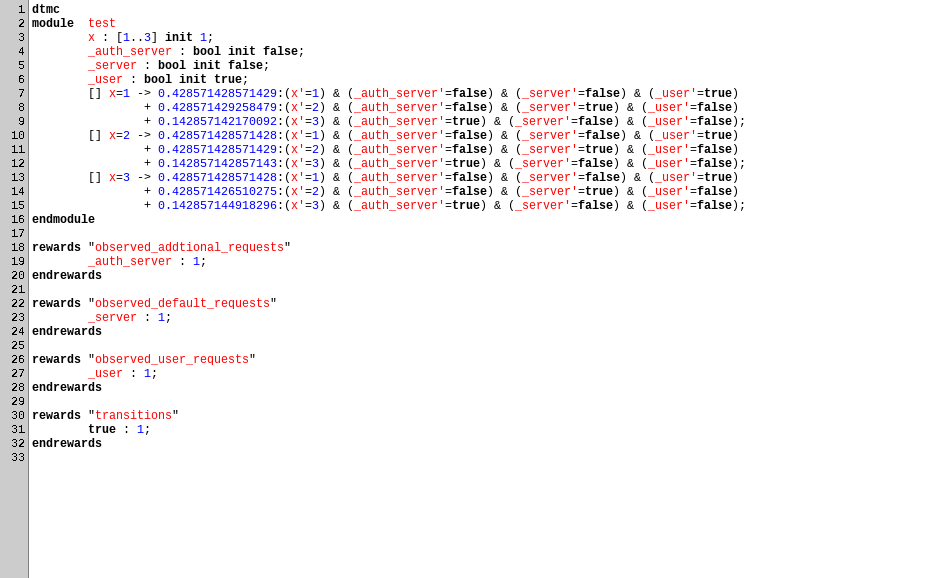 1 dtmc
2 module  test
3 x : [1..3] init 1;
4 _auth_server : bool init false;
5 _server : bool init false;
6 _user : bool init true;
7 [] x=1 -> 0.428571428571429:(x'=1) & (_auth_server'=false) & (_server'=false) & (_user'=true)
8 + 0.428571429258479:(x'=2) & (_auth_server'=false) & (_server'=true) & (_user'=false)
9 + 0.142857142170092:(x'=3) & (_auth_server'=true) & (_server'=false) & (_user'=false);
10 [] x=2 -> 0.428571428571428:(x'=1) & (_auth_server'=false) & (_server'=false) & (_user'=true)
11 + 0.428571428571429:(x'=2) & (_auth_server'=false) & (_server'=true) & (_user'=false)
12 + 0.142857142857143:(x'=3) & (_auth_server'=true) & (_server'=false) & (_user'=false);
13 [] x=3 -> 0.428571428571428:(x'=1) & (_auth_server'=false) & (_server'=false) & (_user'=true)
14 + 0.428571426510275:(x'=2) & (_auth_server'=false) & (_server'=true) & (_user'=false)
15 + 0.142857144918296:(x'=3) & (_auth_server'=true) & (_server'=false) & (_user'=false);
16 endmodule
17
18 rewards "observed_addtional_requests"
19 _auth_server : 1;
20 endrewards
21
22 rewards "observed_default_requests"
23 _server : 1;
24 endrewards
25
26 rewards "observed_user_requests"
27 _user : 1;
28 endrewards
29
30 rewards "transitions"
31 true : 1;
32 endrewards
33